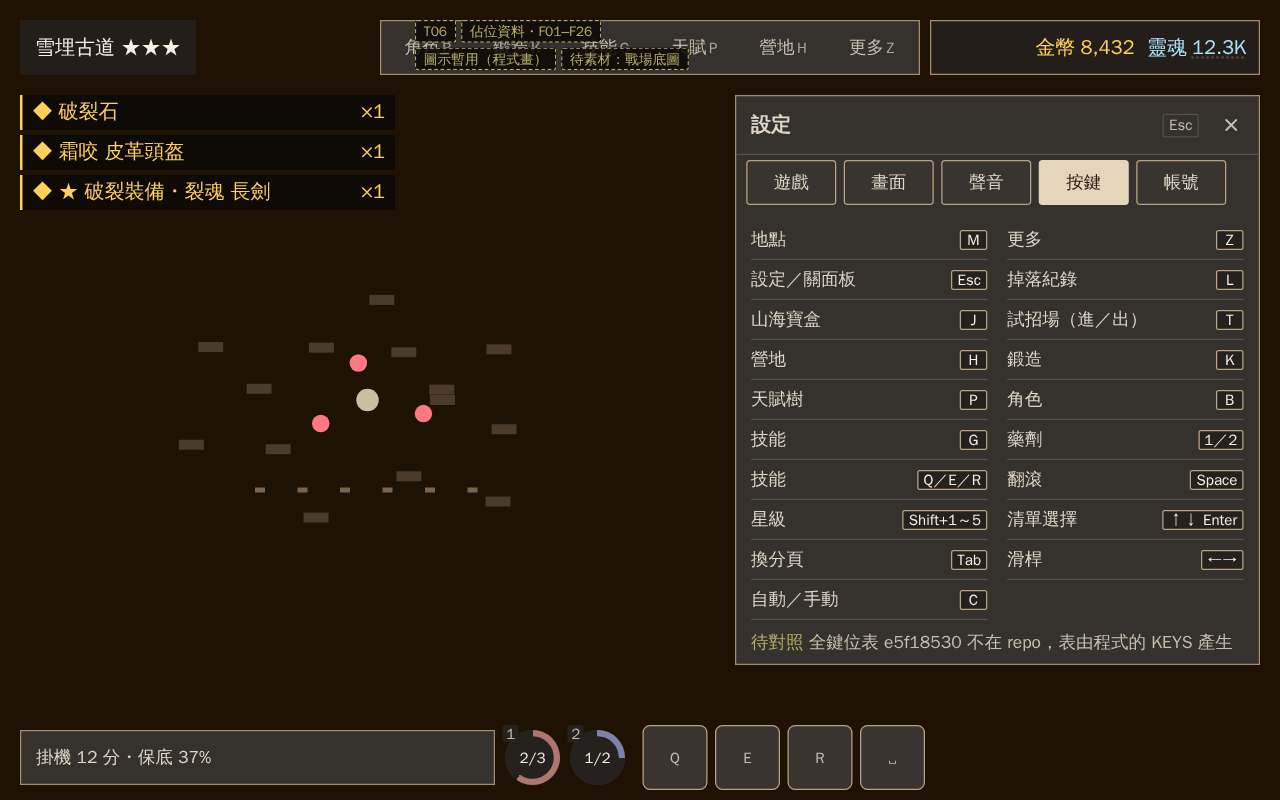 雪埋古道 ★★★
T06 佔位資料・F01–F26
圖示暫用（程式畫） 待素材：戰場底圖
天賦P 營地H 更多Z
金幣 8,432 靈魂 12.3K
◆ 破裂石 ×1
◆ 霜咬 皮革頭盔 ×1
◆ ★ 破裂裝備・裂魂 長劍 ×1
設定 Esc ✕
遊戲 畫面 聲音 按鍵 帳號
地點 M 更多 Z
設定／關面板 Esc 掉落紀錄 L
山海寶盒 J 試招場（進／出） T
營地 H 鍛造 K
天賦樹 P 角色 B
技能 G 藥劑 1／2
技能 Q／E／R 翻滾 Space
星級 Shift+1～5 清單選擇 ↑↓ Enter
換分頁 Tab 滑桿 ←→
自動／手動 C
待對照 全鍵位表 e5f18530 不在 repo，表由程式的 KEYS 產生
掛機 12 分・保底 37%
1 2/3 2 1/2 Q E R ␣